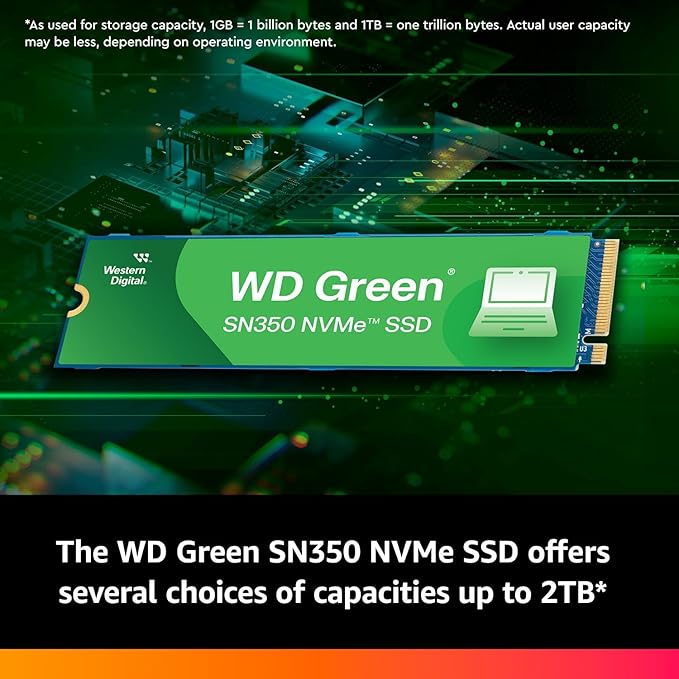 *As used for storage capacity, 1GB = 1 billion bytes and 1TB = one trillion bytes. Actual user capacity
may be less, depending on operating environment.
Western
Digital®
WD Green®
SN350 NVMe™ SSD
The WD Green SN350 NVMe SSD offers
several choices of capacities up to 2TB*